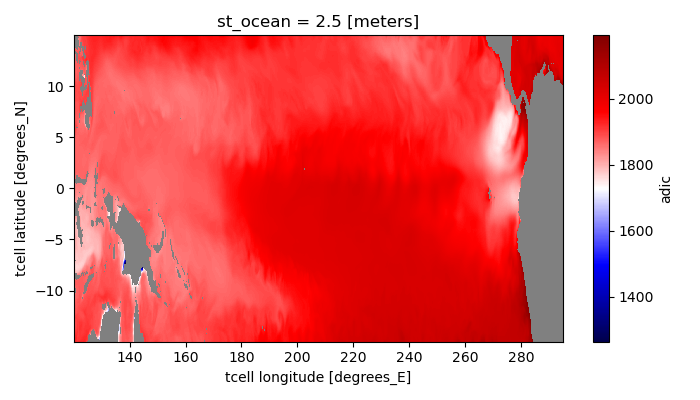 st_ocean = 2.5 [meters]
tcell latitude [degrees_N]
10
5
0
−5
−10
140 160 180 200 220 240 260 280
tcell longitude [degrees_E]
2000
1800
1600
1400
adic